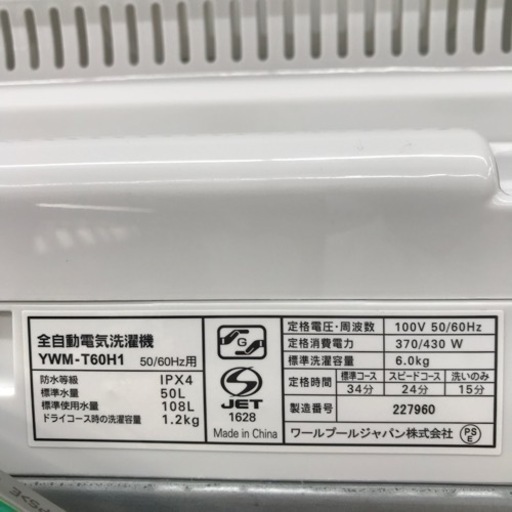 全自動電気洗濯機
YWM-T60H1 50/60Hz用
防水等級 IPX4
標準水量 50L
標準使用水量 108L
ドライコース時の洗濯容量 1.2kg
G
S
JET
1628
Made in China
定格電圧・周波数 100V 50/60Hz
定格消費電力 370/430 W
標準洗濯容量 6.0kg
定格時間 標準コース スピードコース 洗いのみ
34分 24分 15分
製造番号 227960
ワールプールジャパン株式会社 PSE